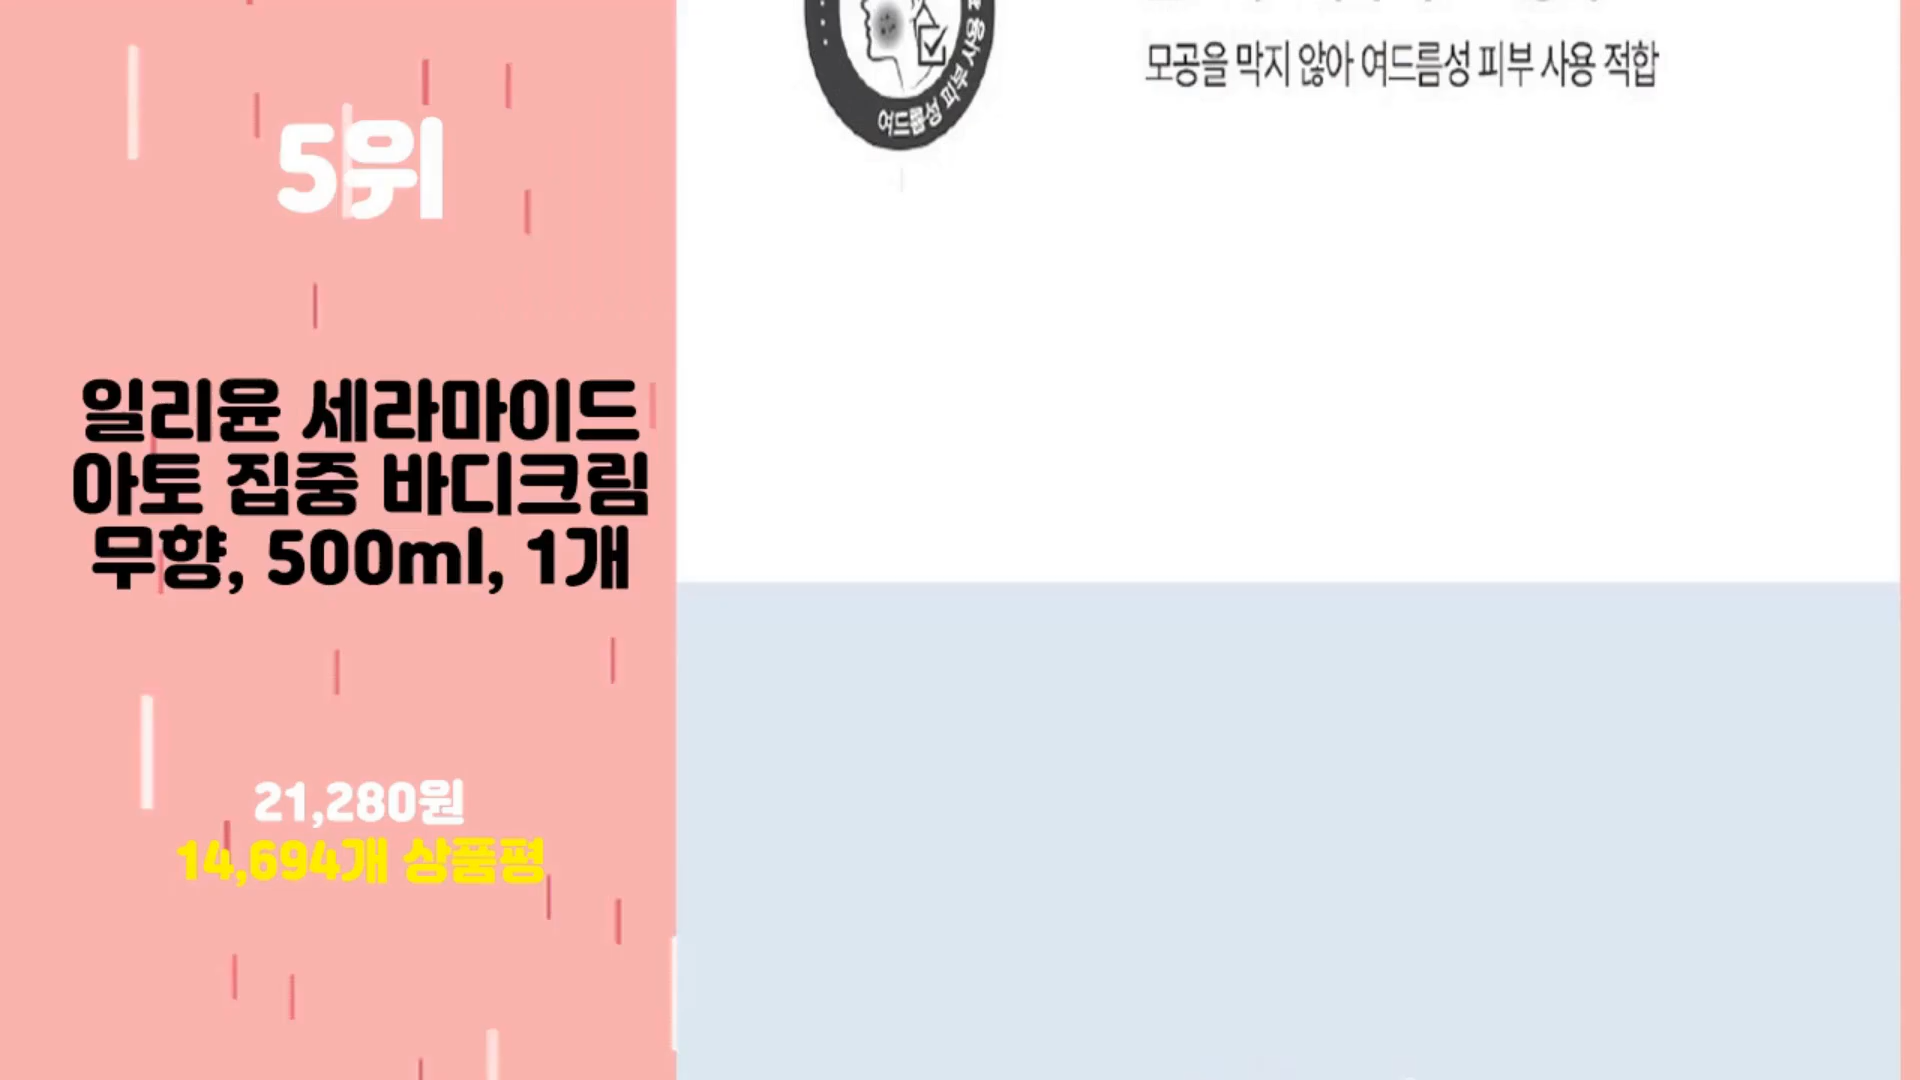 5위
일리윤 세라마이드
아토 집중 바디크림
무향, 500ml, 1개
21,280원
14,694개 상품평
여드름성 피부 사용
모공을 막지 않아 여드름성 피부 사용 적합